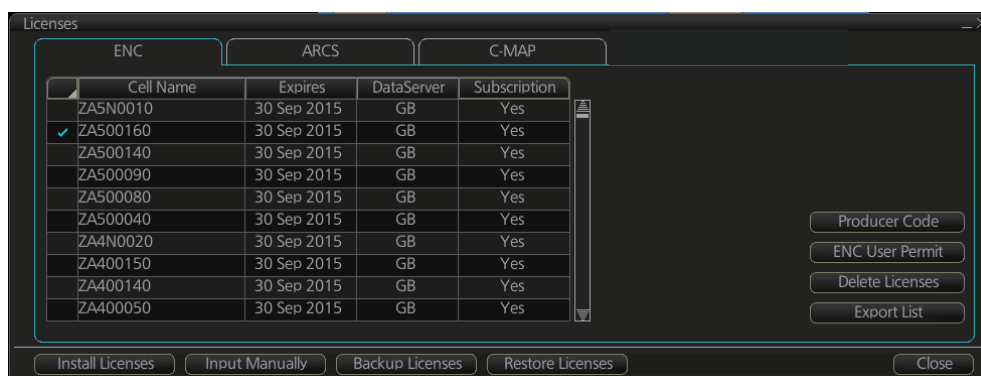 Licenses
ENC ARCS C-MAP
Cell Name Expires DataServer Subscription
ZA5N0010 30 Sep 2015 GB Yes
ZA500160 30 Sep 2015 GB Yes
ZA500140 30 Sep 2015 GB Yes
ZA500090 30 Sep 2015 GB Yes
ZA500080 30 Sep 2015 GB Yes
ZA500040 30 Sep 2015 GB Yes
ZA4N0020 30 Sep 2015 GB Yes
ZA400150 30 Sep 2015 GB Yes
ZA400140 30 Sep 2015 GB Yes
ZA400050 30 Sep 2015 GB Yes
Producer Code
ENC User Permit
Delete Licenses
Export List
Install Licenses Input Manually Backup Licenses Restore Licenses Close